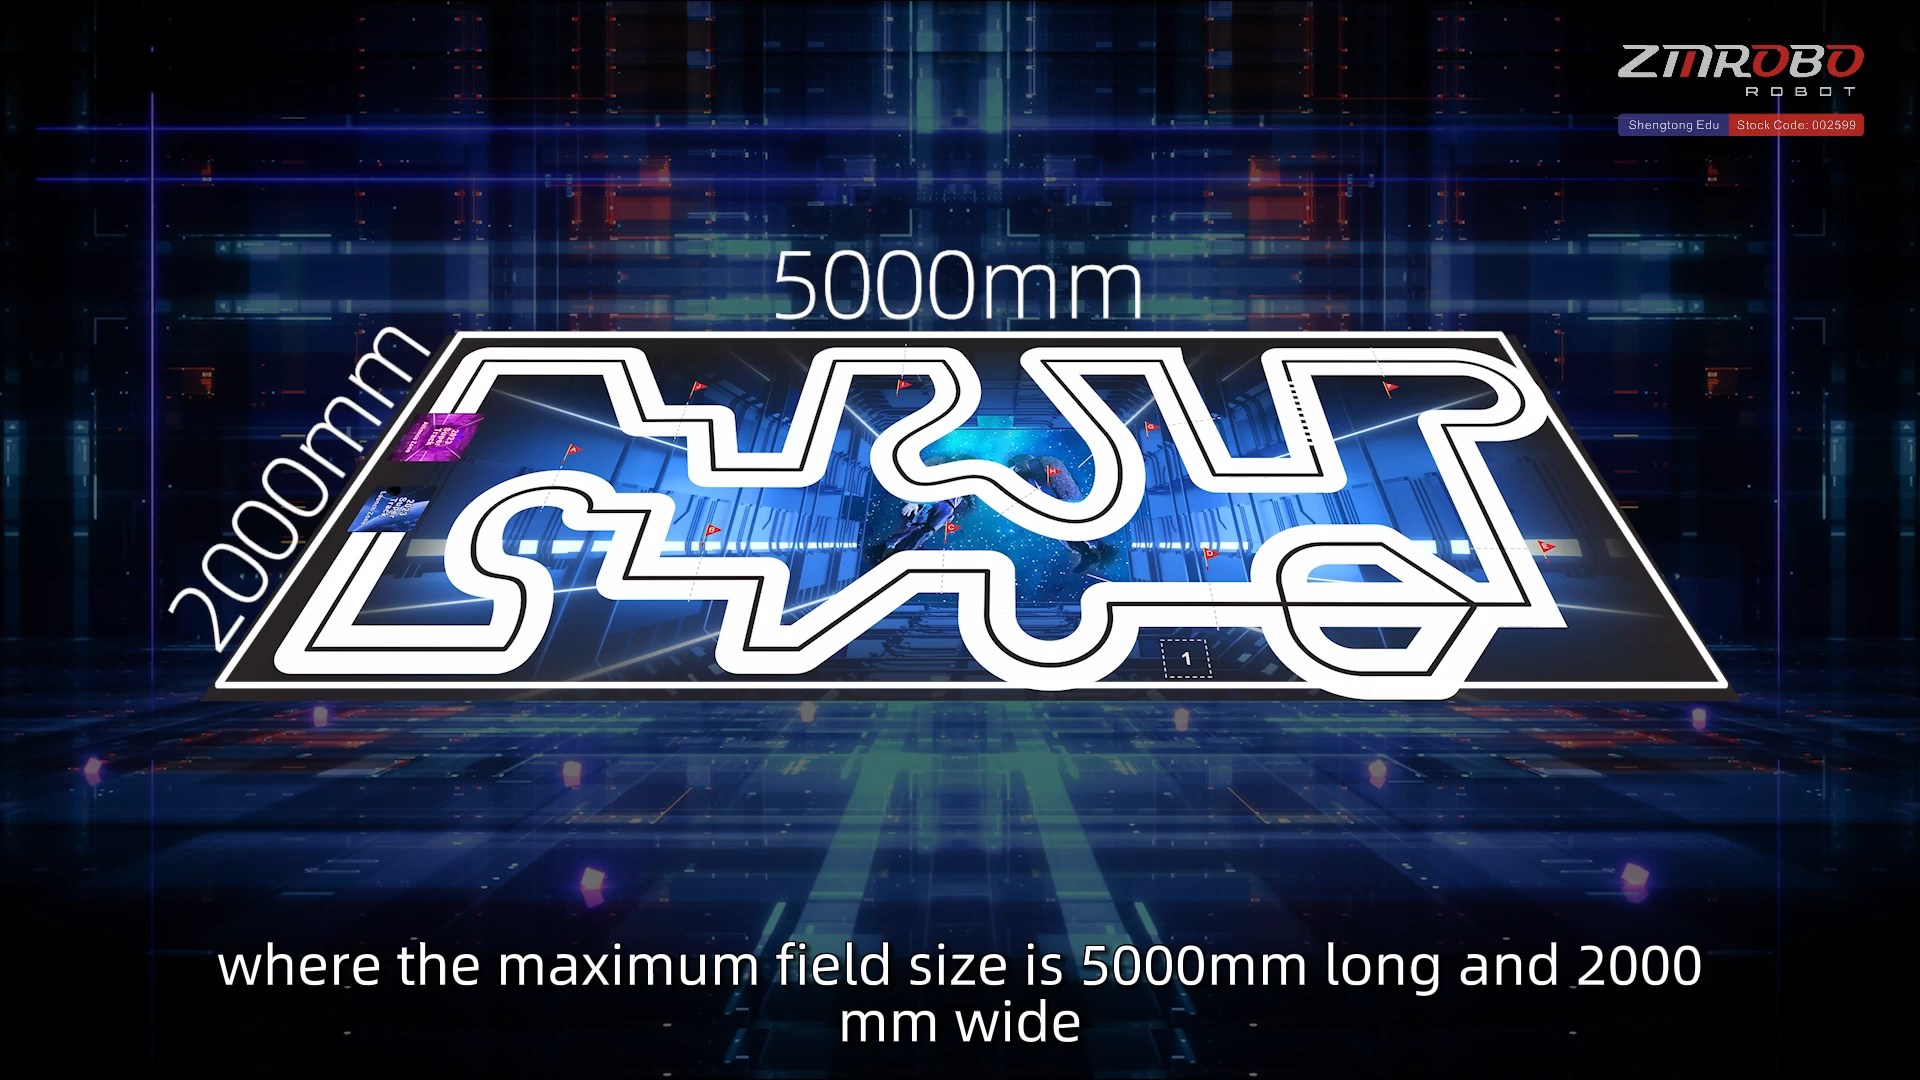 ZMROBO
ROBOT
Shengtong Edu Stock Code: 002599
5000mm
2000mm
J
I
F
G
A
H
B
C
D
E
1
where the maximum field size is 5000mm long and 2000
mm wide